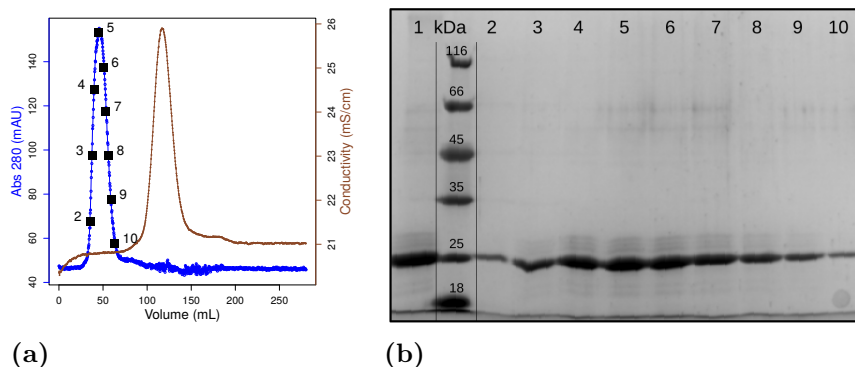 Abs 280 (mAU)
40 60 80 100 120 140
2 3 4 5 6 7 8 9 10
0 50 100 150 200 250
Volume (mL)
21 22 23 24 25 26
Conductivity (mS/cm)
(a)
1 kDa 2 3 4 5 6 7 8 9 10
116
66
45
35
25
18
(b)